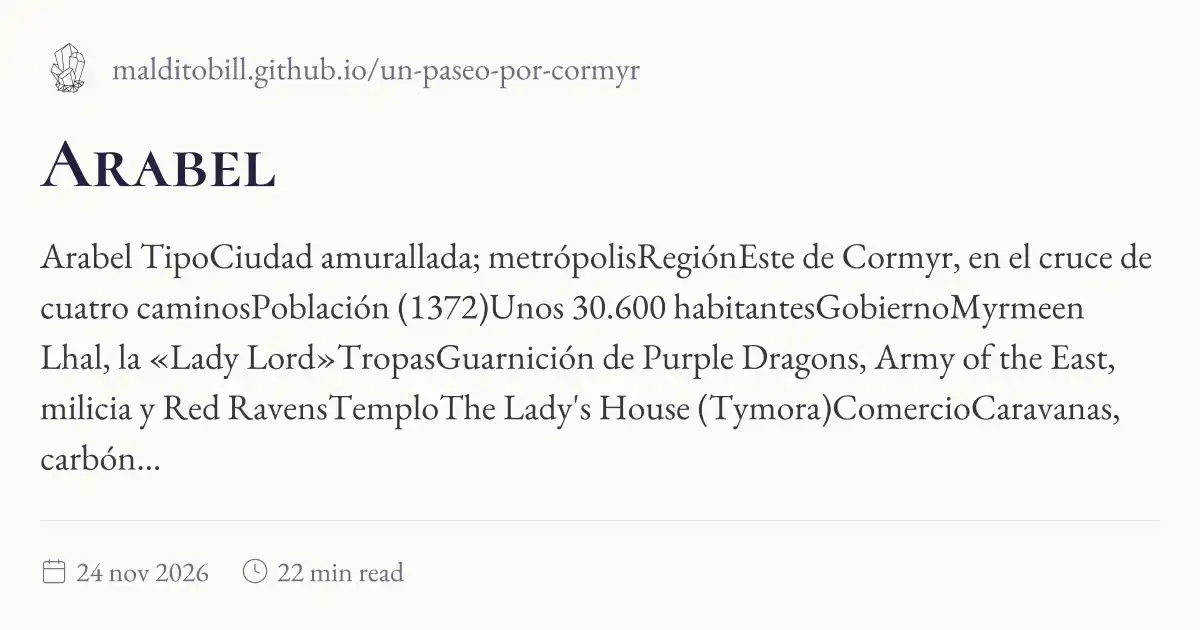 malditobill.github.io/un-paseo-por-cormyr
Arabel
Arabel TipoCiudad amurallada; metrópolisRegiónEste de Cormyr, en el cruce de
cuatro caminosPoblación (1372)Unos 30.600 habitantesGobiernoMyrmeen
Lhal, la «Lady Lord»TropasGuarnición de Purple Dragons, Army of the East,
milicia y Red RavensTemploThe Lady's House (Tymora)ComercioCaravanas,
carbón...
24 nov 2026 22 min read